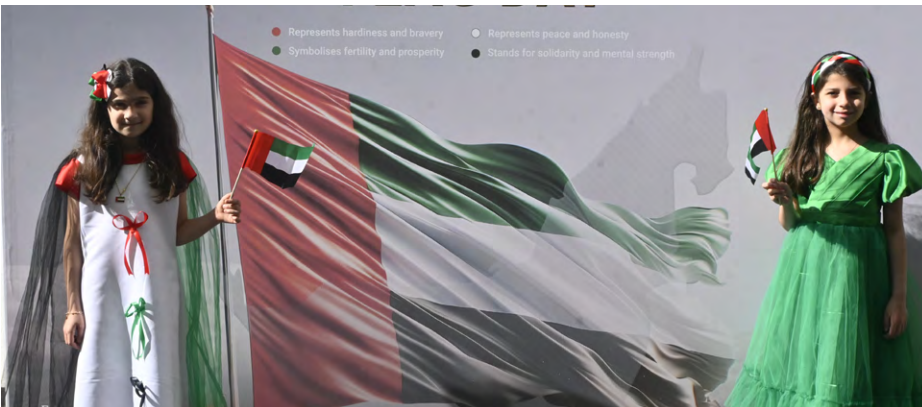 Represents hardiness and bravery
Symbolises fertility and prosperity
Represents peace and honesty
Stands for solidarity and mental strength